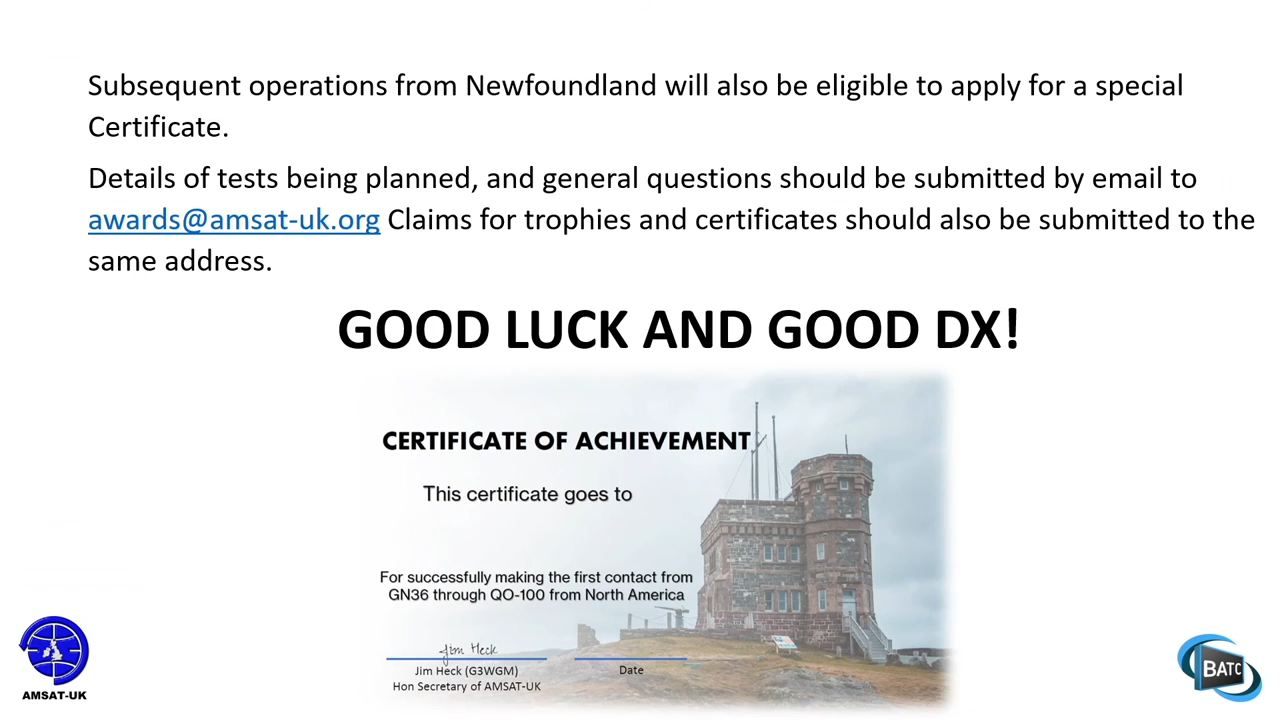 Subsequent operations from Newfoundland will also be eligible to apply for a special
Certificate.
Details of tests being planned, and general questions should be submitted by email to
awards@amsat-uk.org Claims for trophies and certificates should also be submitted to the
same address.
GOOD LUCK AND GOOD DX!
CERTIFICATE OF ACHIEVEMENT
This certificate goes to
For successfully making the first contact from
GN36 through QO-100 from North America
Jim Heck
Jim Heck (G3WGM)
Hon Secretary of AMSAT-UK
Date
AMSAT-UK
BATC